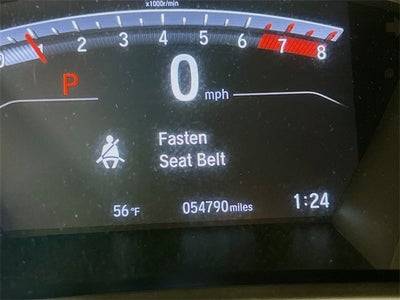 x1000r/min
0 1 2 3 4 5 6 7 8
P 0 mph
Fasten
Seat Belt
56°F 054790 miles 1:24